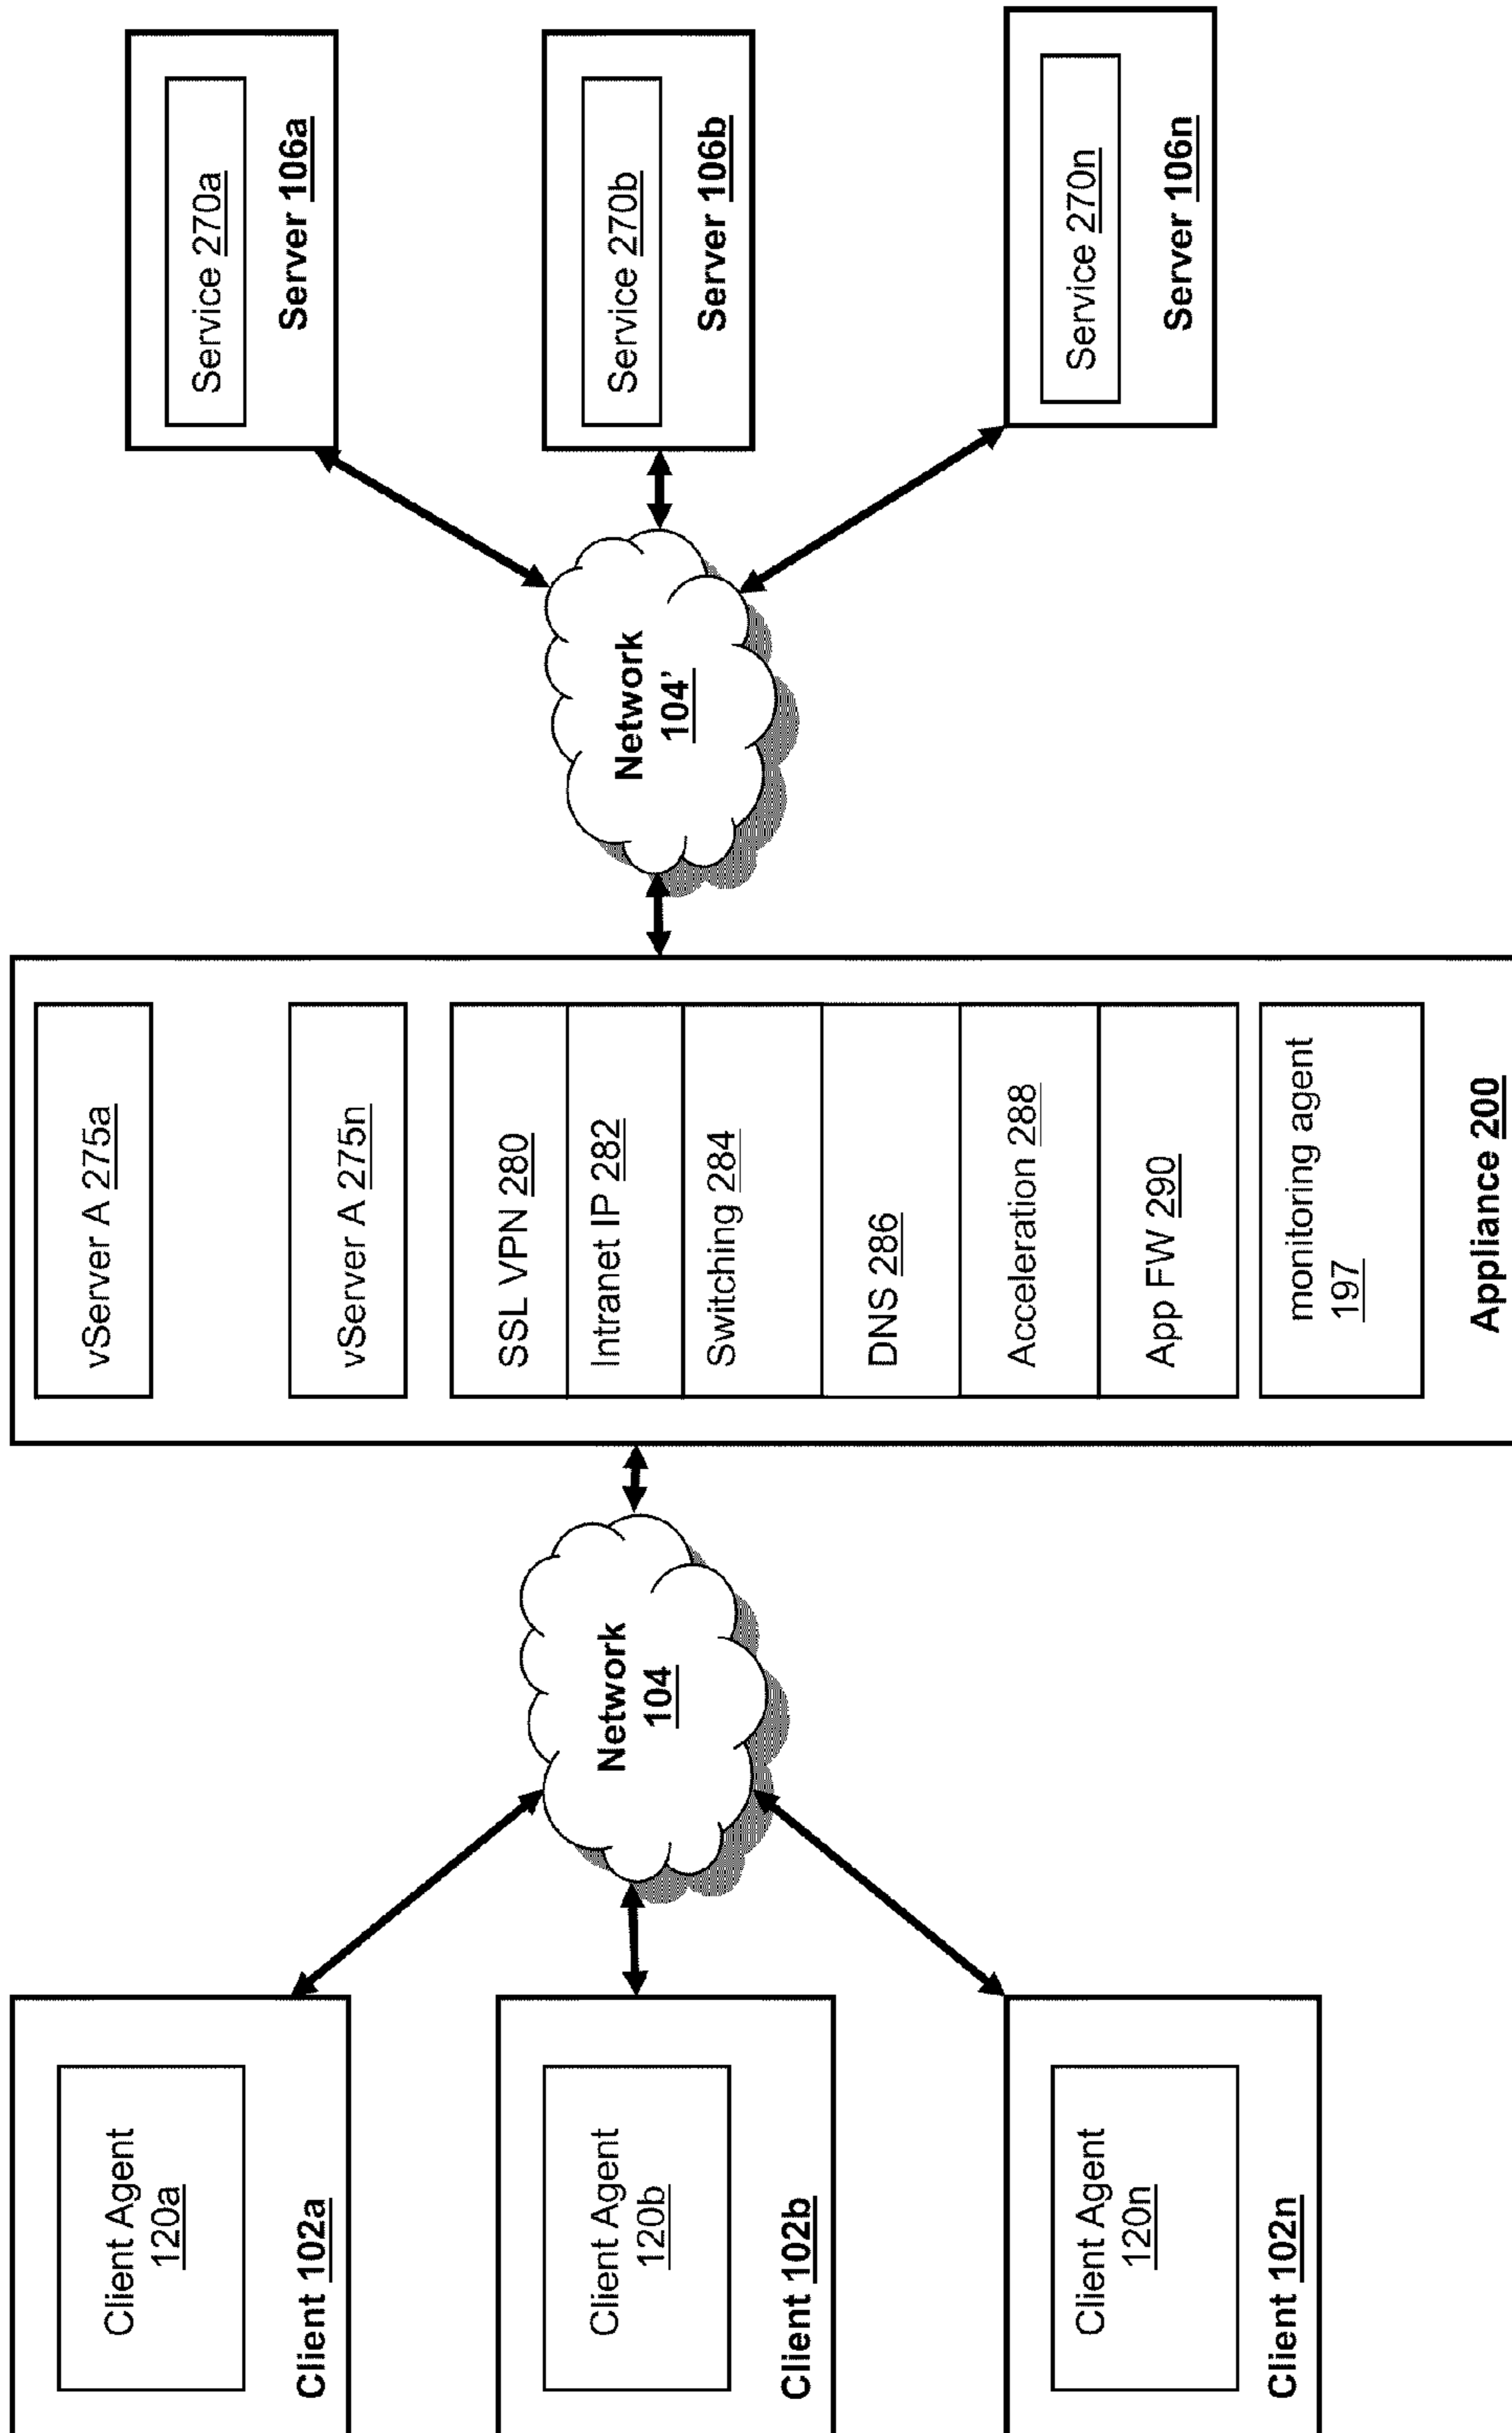 Client Agent
120a
Client 102a
Client Agent
120b
Client 102b
Client Agent
120n
Client 102n
Network
104
vServer A 275a
vServer A 275n
SSL VPN 280
Intranet IP 282
Switching 284
DNS 286
Acceleration 288
App FW 290
monitoring agent
197
Appliance 200
Network
104’
Service 270a
Server 106a
Service 270b
Server 106b
Service 270n
Server 106n